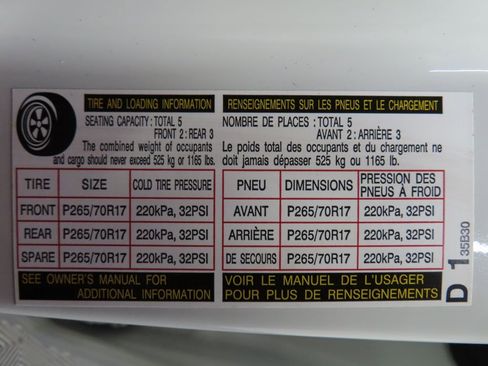 TIRE AND LOADING INFORMATION
SEATING CAPACITY: TOTAL 5
FRONT 2: REAR 3
The combined weight of occupants
and cargo should never exceed 525 kg or 1165 lbs.
TIRE SIZE COLD TIRE PRESSURE
FRONT P265/70R17 220kPa, 32PSI
REAR P265/70R17 220kPa, 32PSI
SPARE P265/70R17 220kPa, 32PSI
SEE OWNER'S MANUAL FOR
ADDITIONAL INFORMATION
RENSEIGNEMENTS SUR LES PNEUS ET LE CHARGEMENT
NOMBRE DE PLACES: TOTAL 5
AVANT 2: ARRIÈRE 3
Le poids total des occupants et du chargement ne
doit jamais dépasser 525 kg ou 1165 lb.
PNEU DIMENSIONS PRESSION DES
PNEUS À FROID
AVANT P265/70R17 220kPa, 32PSI
ARRIÈRE P265/70R17 220kPa, 32PSI
DE SECOURS P265/70R17 220kPa, 32PSI
VOIR LE MANUEL DE L'USAGER
POUR PLUS DE RENSEIGNEMENTS
D 1 35B30